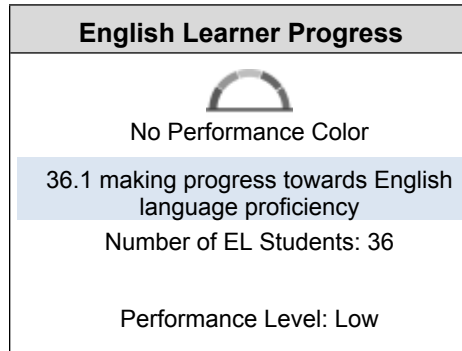 English Learner Progress
No Performance Color
36.1 making progress towards English
language proficiency
Number of EL Students: 36
Performance Level: Low